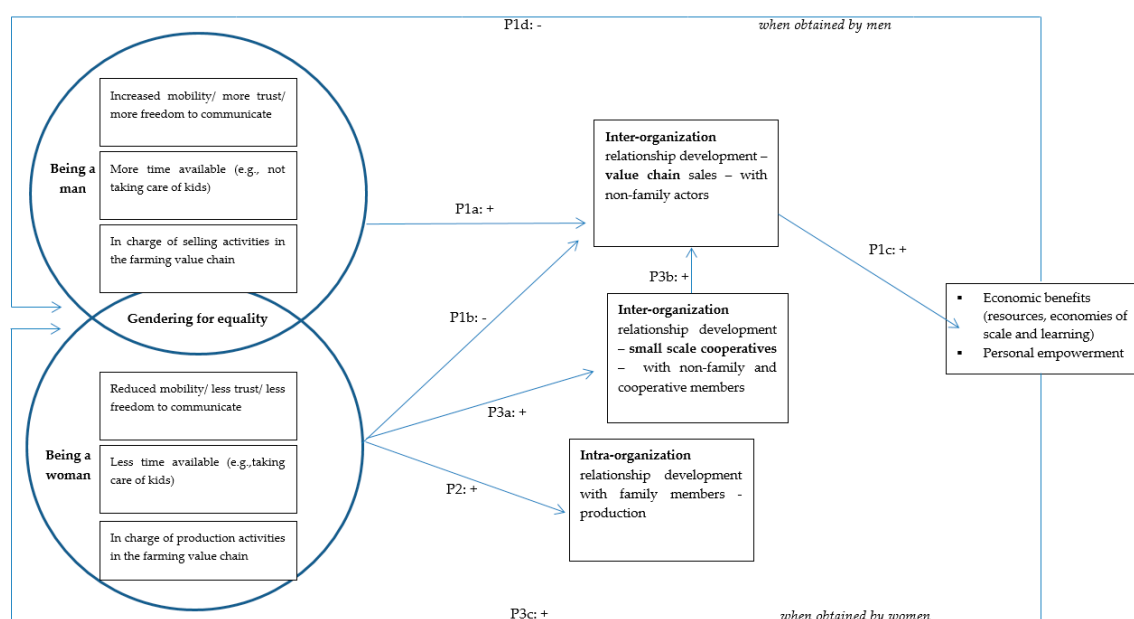 P1d: -
when obtained by men
Increased mobility/ more trust/
more freedom to communicate
Being a
man
More time available (e.g., not
taking care of kids)
In charge of selling activities in
the farming value chain
Gendering for equality
Reduced mobility/ less trust/ less
freedom to communicate
Being a
woman
Less time available (e.g.,taking
care of kids)
In charge of production activities
in the farming value chain
P1a: +
P1b: -
P3a: +
P2: +
Inter-organization
relationship development –
value chain sales – with
non-family actors
P3b: +
Inter-organization
relationship development
– small scale cooperatives
– with non-family and
cooperative members
Intra-organization
relationship development
with family members -
production
P1c: +
▪ Economic benefits
(resources, economies of
scale and learning)
▪ Personal empowerment
P3c: +
when obtained by women